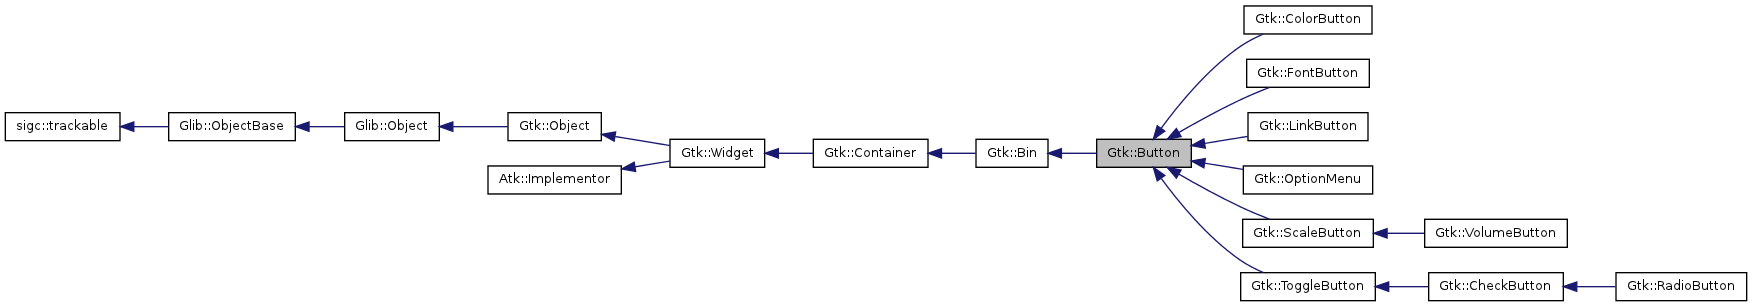 Gtk::ColorButton
Gtk::FontButton
sigc::trackable
Glib::ObjectBase
Glib::Object
Gtk::Object
Gtk::LinkButton
Gtk::Widget
Gtk::Container
Gtk::Bin
Gtk::Button
Atk::Implementor
Gtk::OptionMenu
Gtk::ScaleButton
Gtk::VolumeButton
Gtk::ToggleButton
Gtk::CheckButton
Gtk::RadioButton